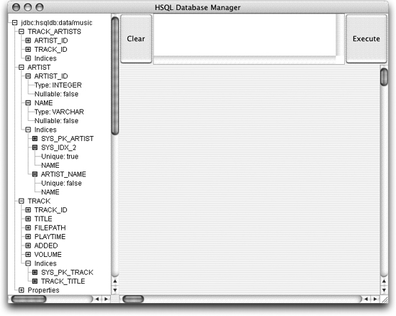 HSQL Database Manager
jdbc:hsqldb:data/music
TRACK_ARTISTS
ARTIST_ID
TRACK_ID
Indices
ARTIST
ARTIST_ID
Type: INTEGER
Nullable: false
NAME
Type: VARCHAR
Nullable: false
Indices
SYS_PK_ARTIST
SYS_IDX_2
Unique: true
NAME
ARTIST_NAME
Unique: false
NAME
TRACK
TRACK_ID
TITLE
FILEPATH
PLAYTIME
ADDED
VOLUME
Indices
SYS_PK_TRACK
TRACK_TITLE
Properties
Clear
Execute